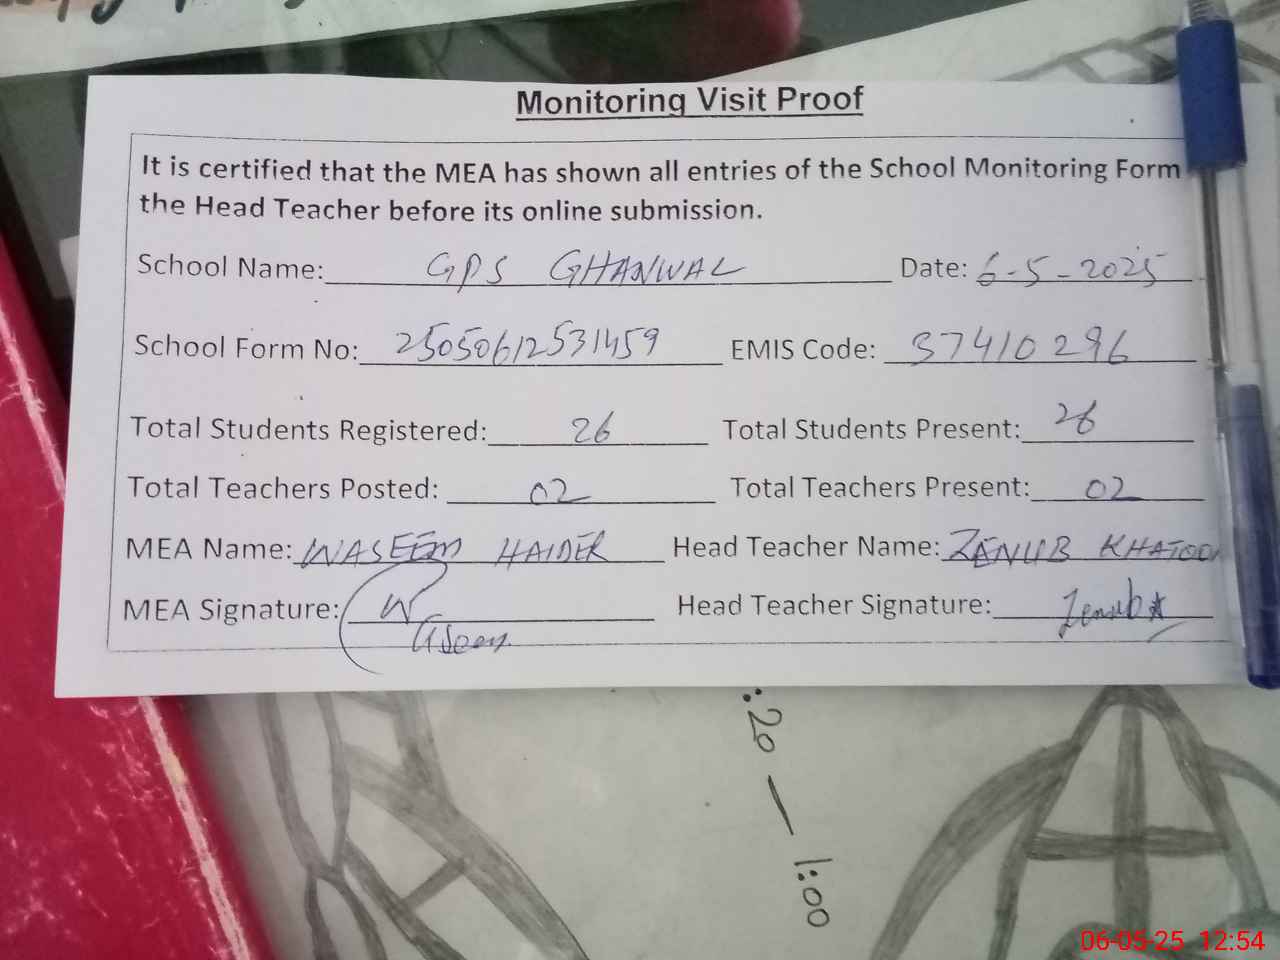 Monitoring Visit Proof
It is certified that the MEA has shown all entries of the School Monitoring Form
the Head Teacher before its online submission.
School Name: GPS GHANWAL Date: 6-5-2025
School Form No: 25050612531459 EMIS Code: 37410296
Total Students Registered: 26 Total Students Present: 26
Total Teachers Posted: 02 Total Teachers Present: 02
MEA Name: WASEEM HAIDER Head Teacher Name: ZENUB KHATOON
MEA Signature: Waseem Head Teacher Signature: Zenub
:20 — 1:00
06-05-25 12:54